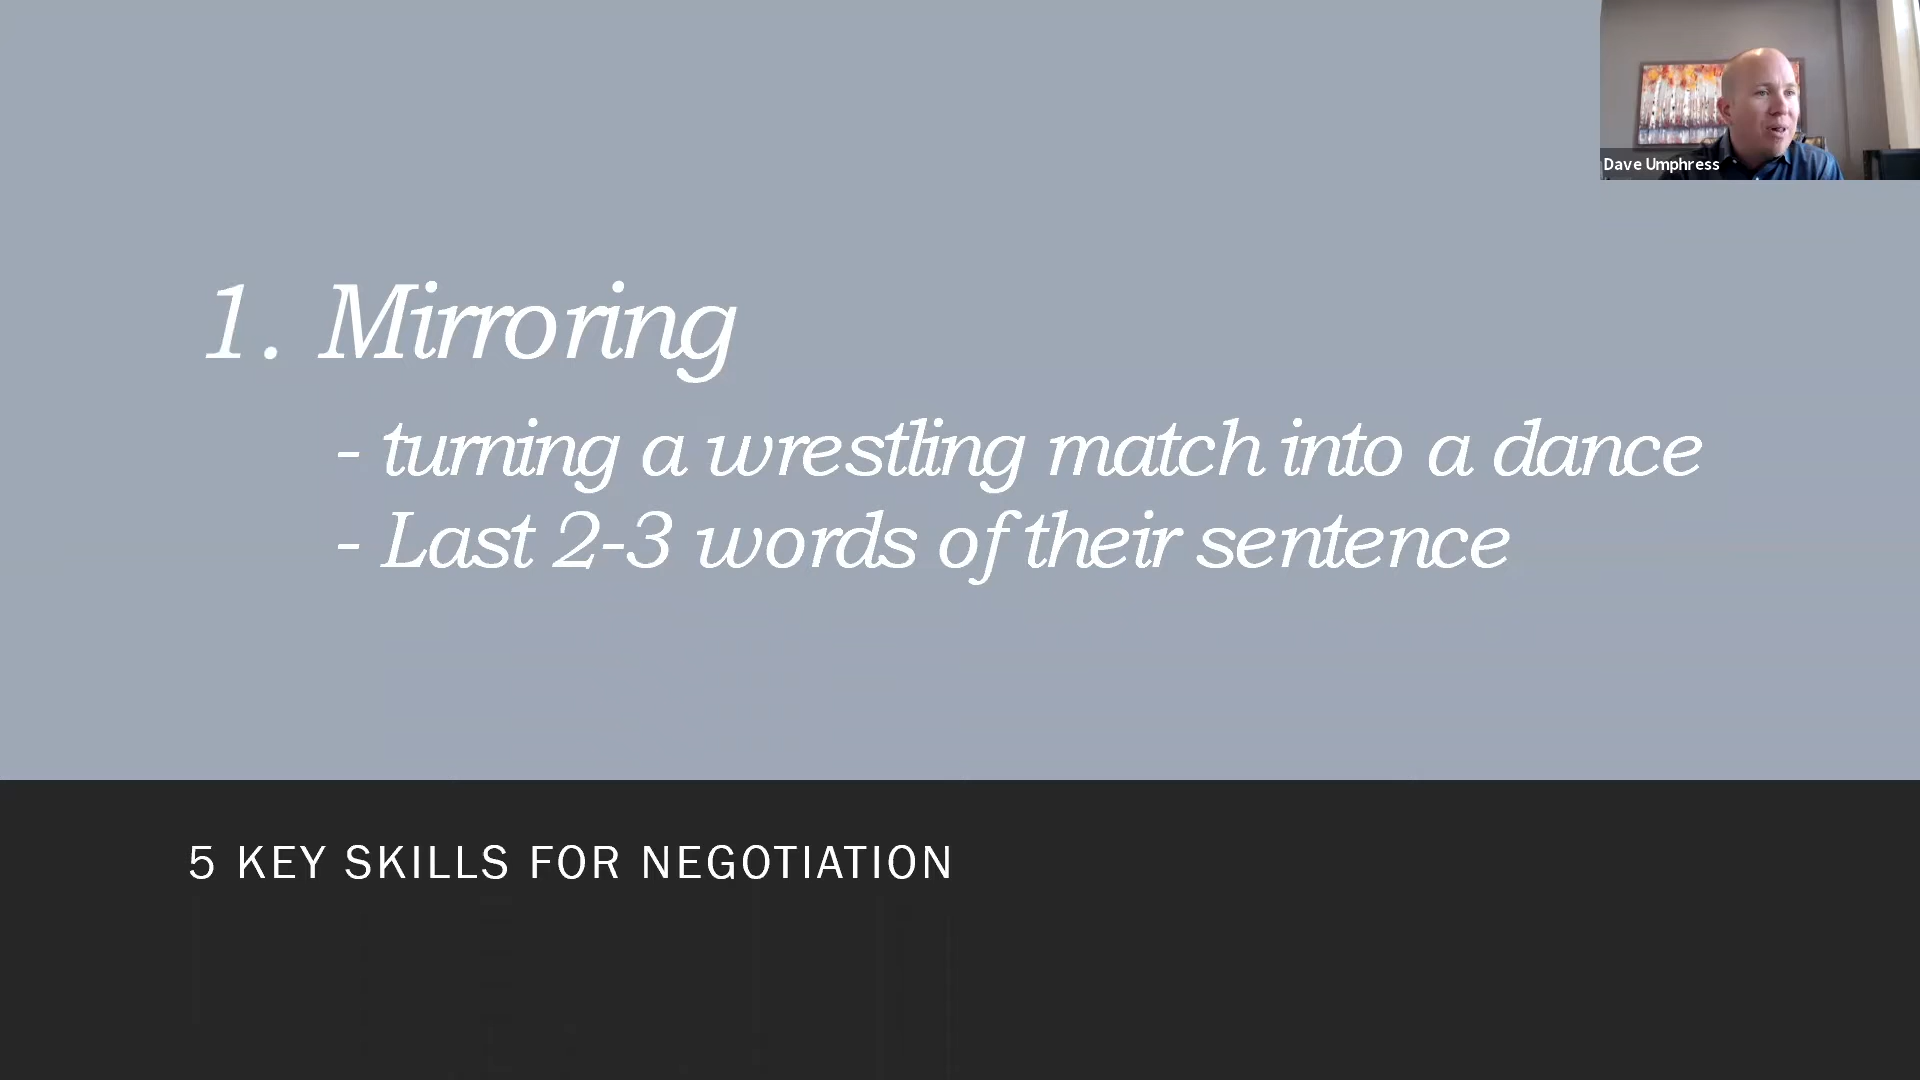 Dave Umphress
1. Mirroring
- turning a wrestling match into a dance
- Last 2-3 words of their sentence
5 KEY SKILLS FOR NEGOTIATION